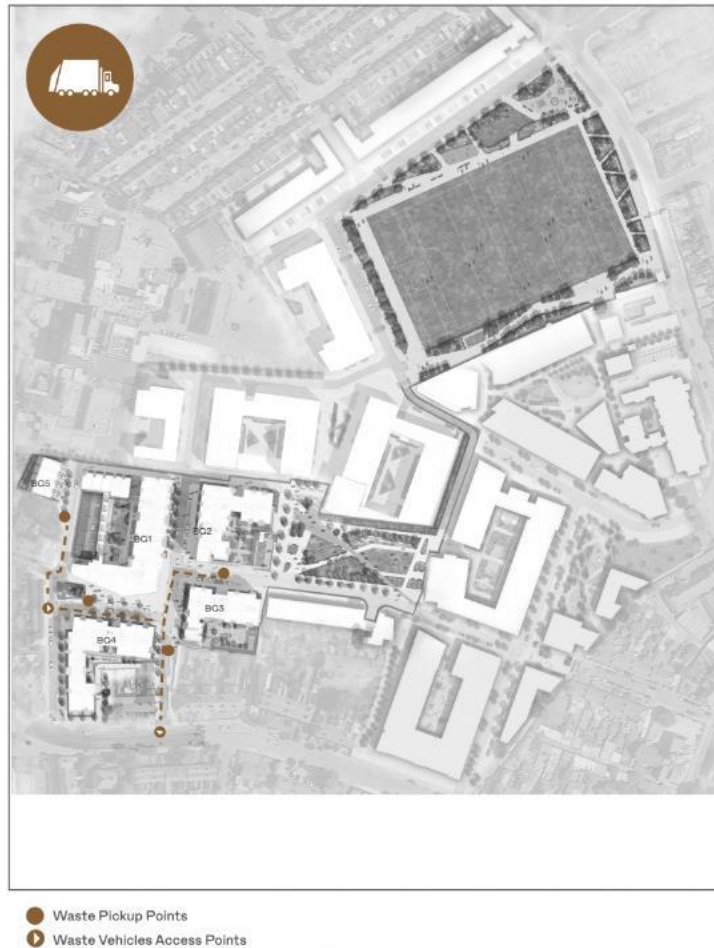 BG5
BG1
BG2
BG3
BG4
Waste Pickup Points
Waste Vehicles Access Points